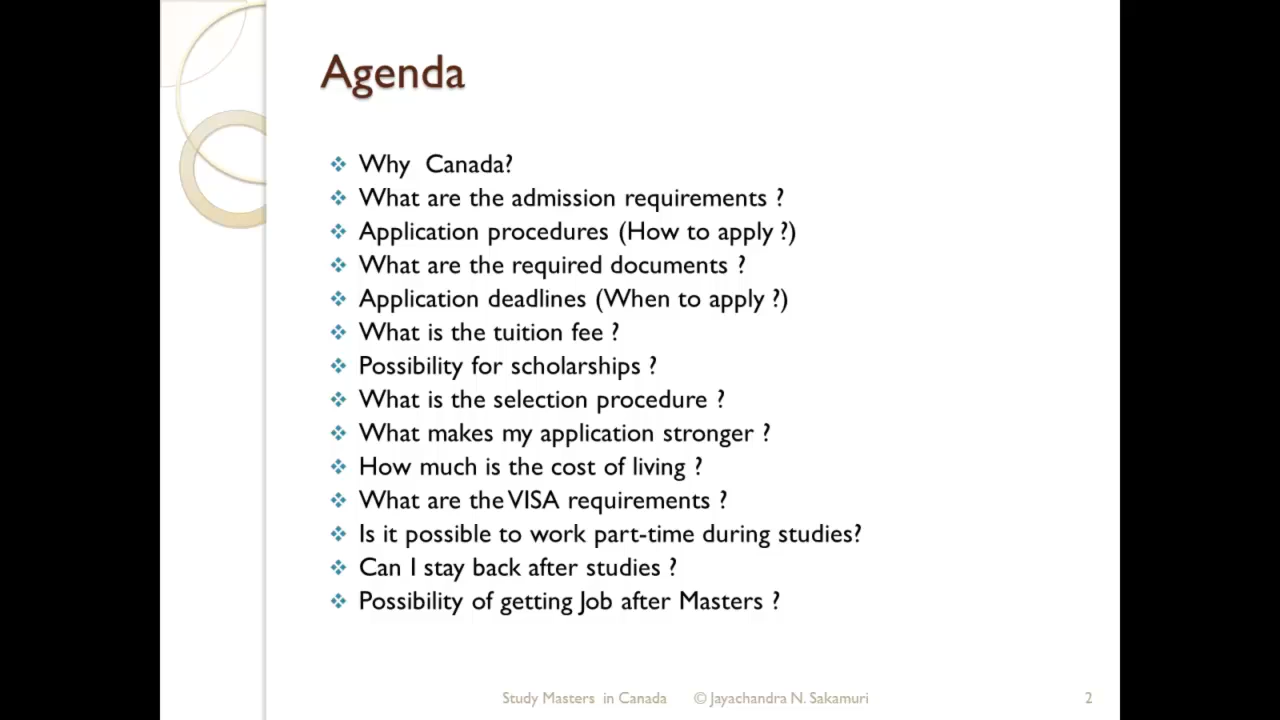 Agenda
Why Canada?
What are the admission requirements ?
Application procedures (How to apply ?)
What are the required documents ?
Application deadlines (When to apply ?)
What is the tuition fee ?
Possibility for scholarships ?
What is the selection procedure ?
What makes my application stronger ?
How much is the cost of living ?
What are the VISA requirements ?
Is it possible to work part-time during studies?
Can I stay back after studies ?
Possibility of getting Job after Masters ?
Study Masters in Canada © Jayachandra N. Sakamuri 2